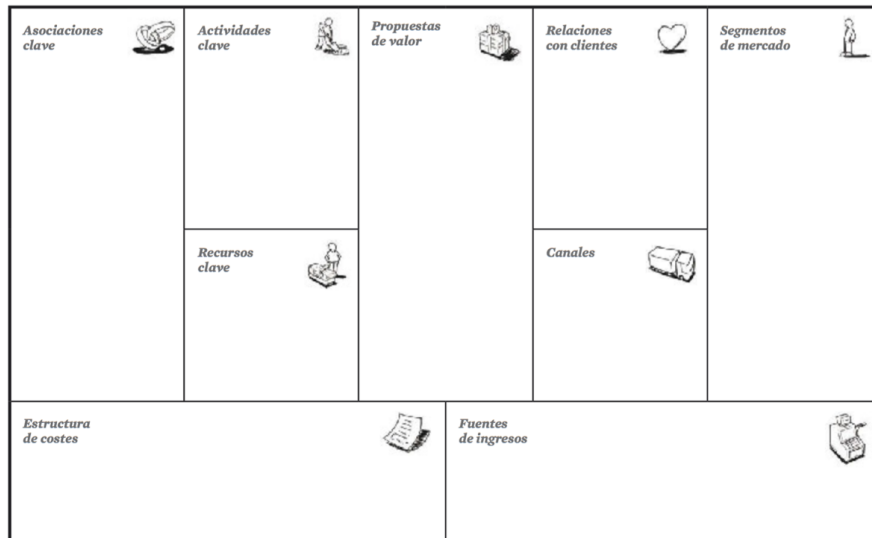 Asociaciones
clave
Actividades
clave
Propuestas
de valor
Relaciones
con clientes
Segmentos
de mercado
Recursos
clave
Canales
Estructura
de costes
Fuentes
de ingresos